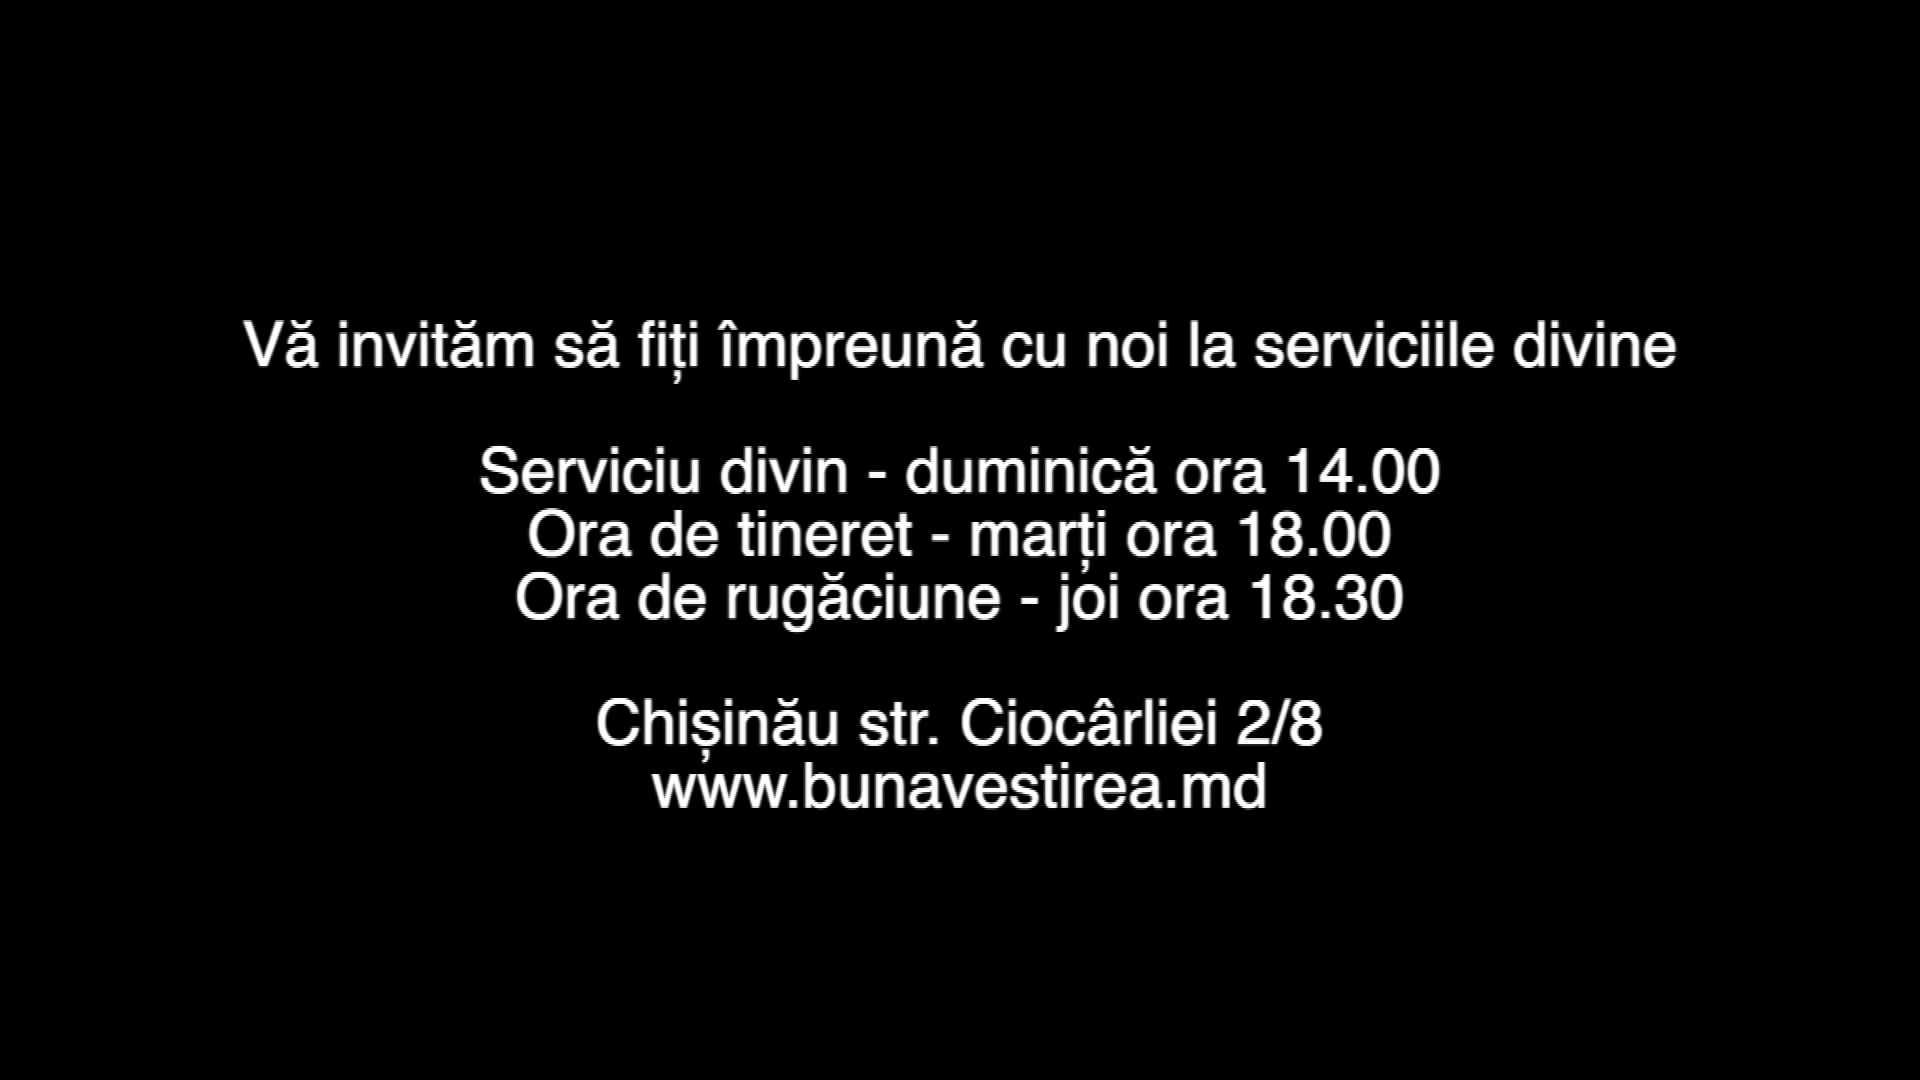 Vă invităm să fiți împreună cu noi la serviciile divine
Serviciu divin - duminică ora 14.00
Ora de tineret - marți ora 18.00
Ora de rugăciune - joi ora 18.30
Chișinău str. Ciocârliei 2/8
www.bunavestirea.md